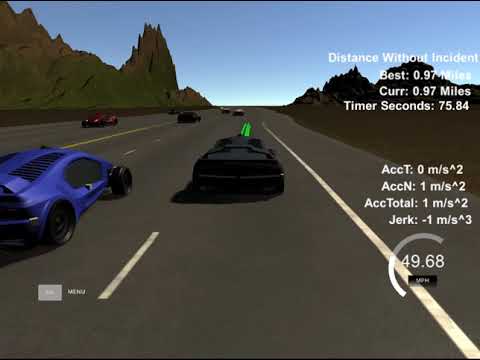 Distance Without Incident
Best: 0.97 Miles
Curr: 0.97 Miles
Timer Seconds: 75.84
AccT: 0 m/s^2
AccN: 1 m/s^2
AccTotal: 1 m/s^2
Jerk: -1 m/s^3
49.68
MPH
MENU